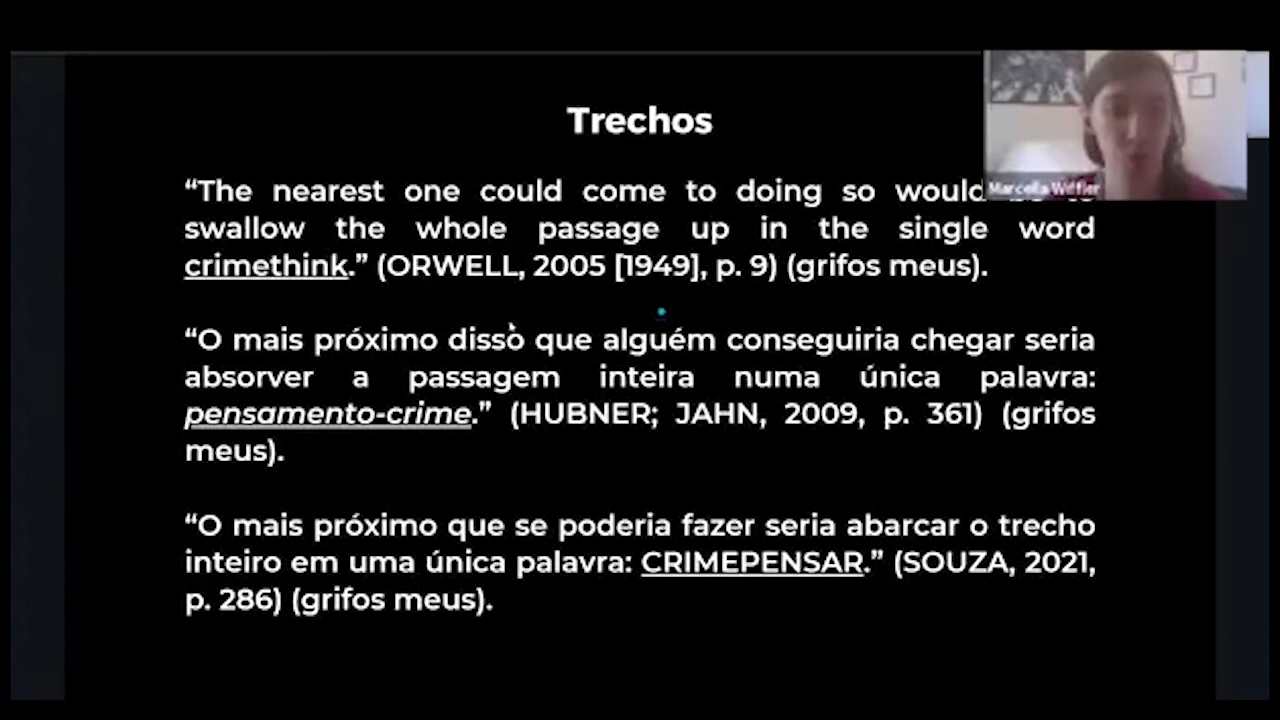 Trechos
“The nearest one could come to doing so would
swallow the whole passage up in the single word
crimethink.” (ORWELL, 2005 [1949], p. 9) (grifos meus).
“O mais próximo disso que alguém conseguiria chegar seria
absorver a passagem inteira numa única palavra:
pensamento-crime.” (HUBNER; JAHN, 2009, p. 361) (grifos
meus).
“O mais próximo que se poderia fazer seria abarcar o trecho
inteiro em uma única palavra: CRIMEPENSAR.” (SOUZA, 2021,
p. 286) (grifos meus).
Marcella